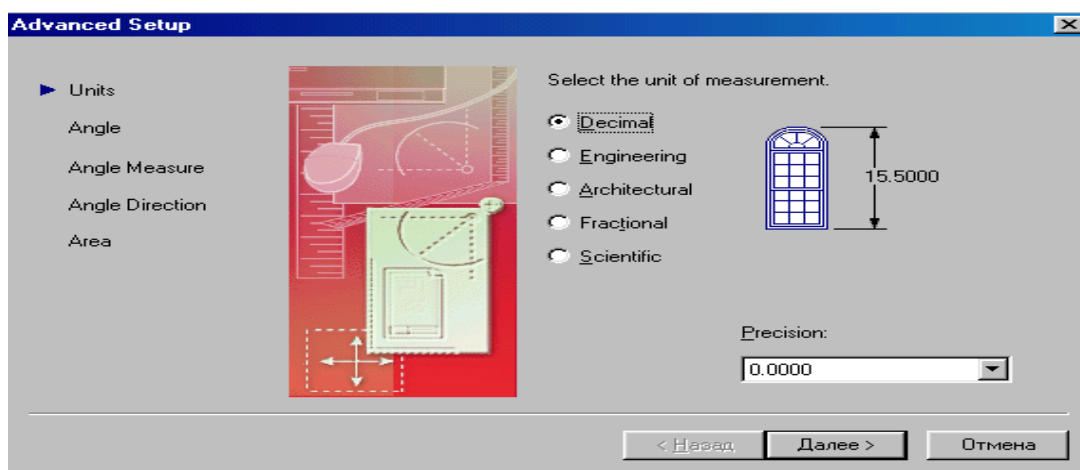 Advanced Setup
Units
Angle
Angle Measure
Angle Direction
Area
Select the unit of measurement.
Decimal
Engineering
Architectural
Fractional
Scientific
15.5000
Precision:
0.0000
< Назад
Далее >
Отмена